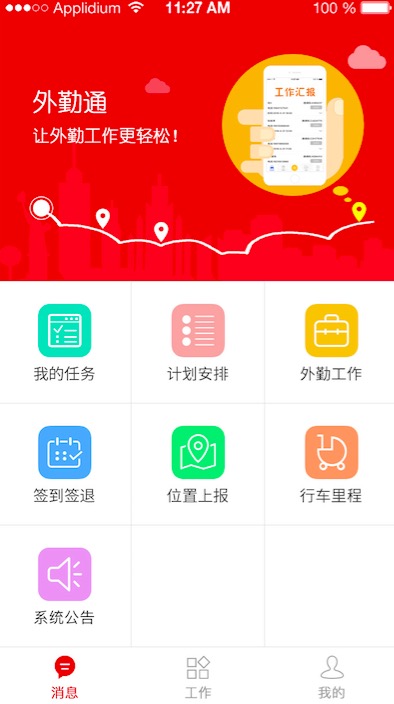 Applidium 11:27 AM 100 %
外勤通
让外勤工作更轻松！
工作汇报
我的任务 计划安排 外勤工作
签到签退 位置上报 行车里程
系统公告
消息 工作 我的